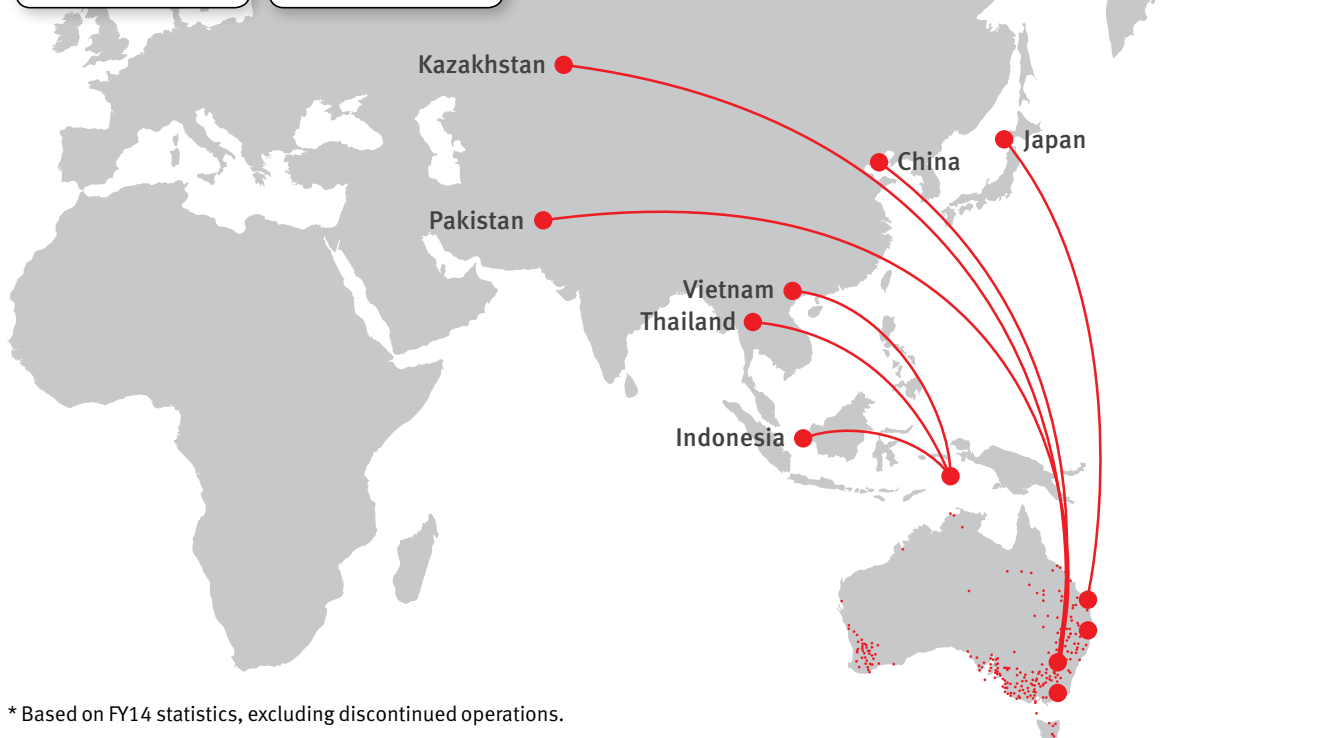 Kazakhstan
Japan
China
Pakistan
Vietnam
Thailand
Indonesia
* Based on FY14 statistics, excluding discontinued operations.